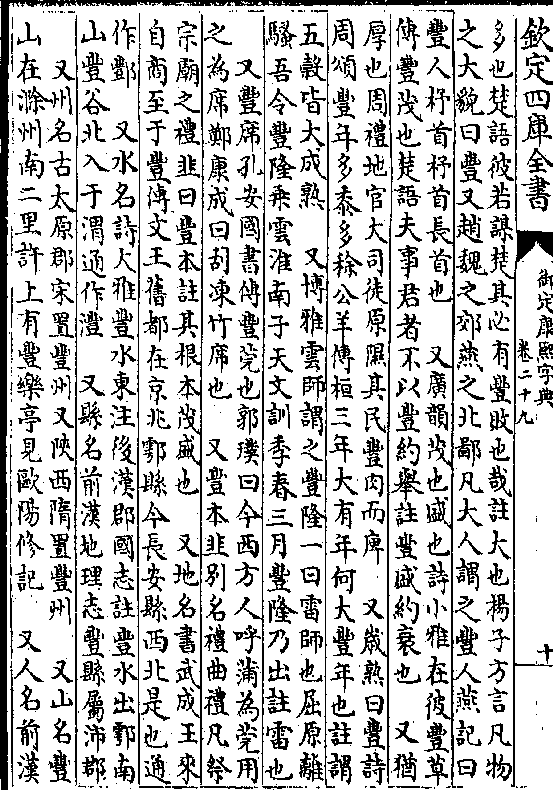 欽定四庫全書
御定康熙字典
卷二十九
十
多也楚語彼若謀楚其必有豐敗也哉註大也楊子方言凡物
之大貌曰豐又趙魏之郊燕之北鄙凡大人謂之豐人燕記曰
豐人杼首杼首長首也　又廣韻茂也盛也詩小雅在彼豐草
傳豐茂也楚語夫事君者不以豐約舉註豐盛約衰也　又猶
厚也周禮地官大司徒原隰其民豐肉而庳　又歲熟曰豐詩
周頌豐年多黍多稌公羊傳桓三年大有年何大豐年也註謂
五穀皆大成熟　又博雅雲師謂之豐隆一曰雷師也屈原離
騷吾令豐隆乘雲淮南子天文訓季春三月豐隆乃出註雷也
　又豐席孔安國書傳豐莞也郭璞曰今西方人呼蒲為莞用
之為席鄭康成曰刮凍竹席也　又豐本韭別名禮曲禮凡祭
宗廟之禮韭曰豐本註其根本茂盛也　又地名書武成王來
自商至于豐傳文王舊都在京兆鄠縣今長安縣西北是也通
作酆　又水名詩大雅豐水東注後漢郡國志註豐水出鄠南
山豐谷北入于渭通作灃　又縣名前漢地理志豐縣屬沛郡
　又州名古太原郡宋置豐州又陜西隋置豐州　又山名豐
山在滁州南二里許上有豐樂亭見歐陽修記　又人名前漢